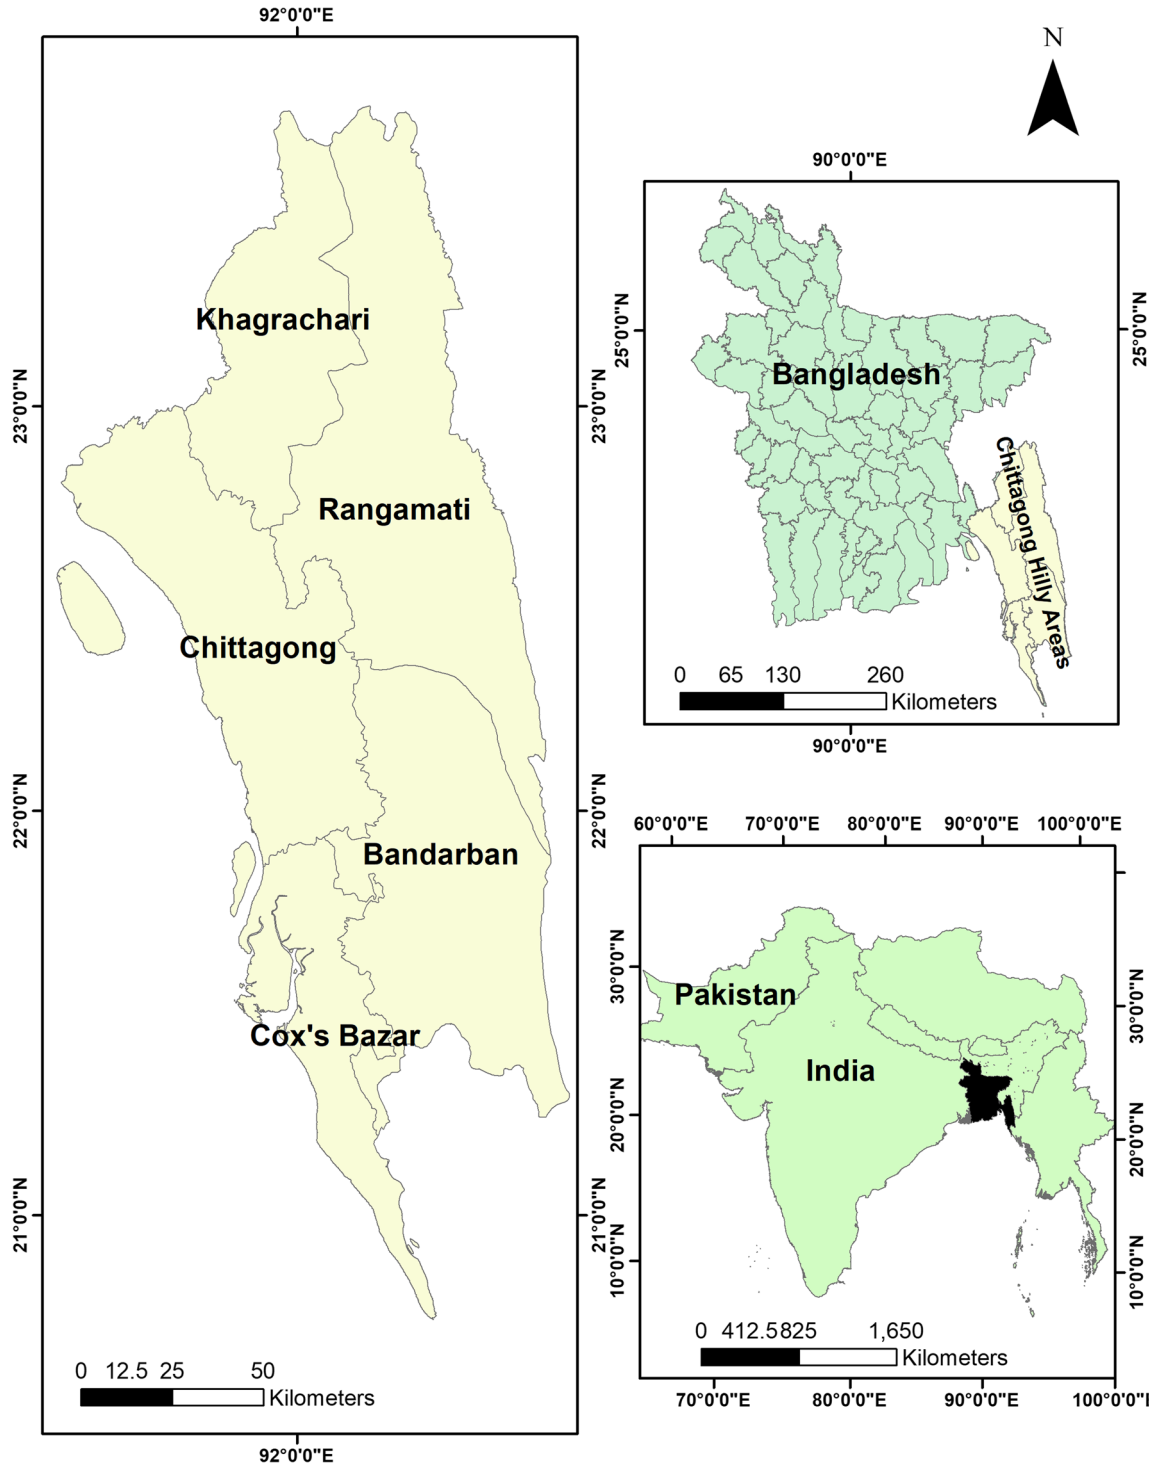 92°0'0"E
Khagrachari
Rangamati
Chittagong
Bandarban
Cox's Bazar
23°0'0"N
22°0'0"N
21°0'0"N
23°0'0"N
22°0'0"N
21°0'0"N
0 12.5 25 50
Kilometers
92°0'0"E
N
90°0'0"E
25°0'0"N
25°0'0"N
Bangladesh
Chittagong Hilly Areas
0 65 130 260
Kilometers
90°0'0"E
60°0'0"E 70°0'0"E 80°0'0"E 90°0'0"E 100°0'0"E
30°0'0"N
20°0'0"N
10°0'0"N
Pakistan
India
30°0'0"N
20°0'0"N
10°0'0"N
0 412.5 825 1,650
Kilometers
70°0'0"E 80°0'0"E 90°0'0"E 100°0'0"E